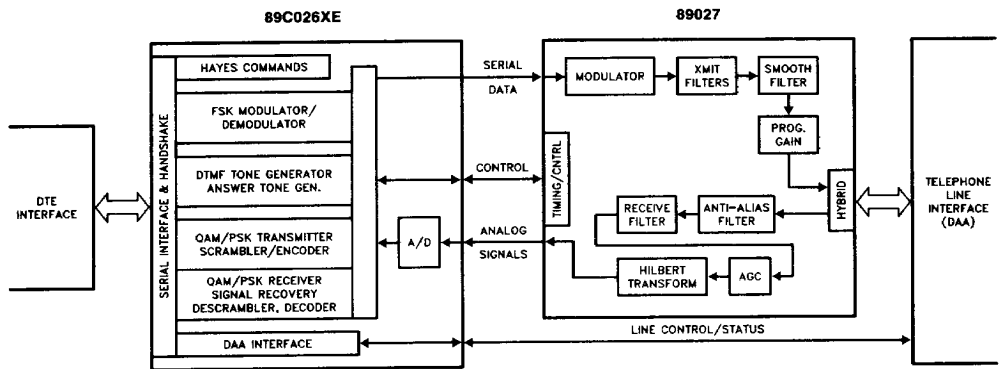 89C026XE
89027
HAYES COMMANDS
FSK MODULATOR/
DEMODULATOR
DTMF TONE GENERATOR
ANSWER TONE GEN.
QAM/PSK TRANSMITTER
SCRAMBLER/ENCODER
QAM/PSK RECEIVER
SIGNAL RECOVERY
DESCRAMBLER, DECODER
DAA INTERFACE
SERIAL INTERFACE & HANDSHAKE
DTE
INTERFACE
A/D
SERIAL
DATA
CONTROL
ANALOG
SIGNALS
LINE CONTROL/STATUS
TIMING/CNTRL
MODULATOR
XMIT
FILTERS
SMOOTH
FILTER
PROG.
GAIN
HYBRID
RECEIVE
FILTER
ANTI-ALIAS
FILTER
HILBERT
TRANSFORM
AGC
TELEPHONE
LINE
INTERFACE
(DAA)